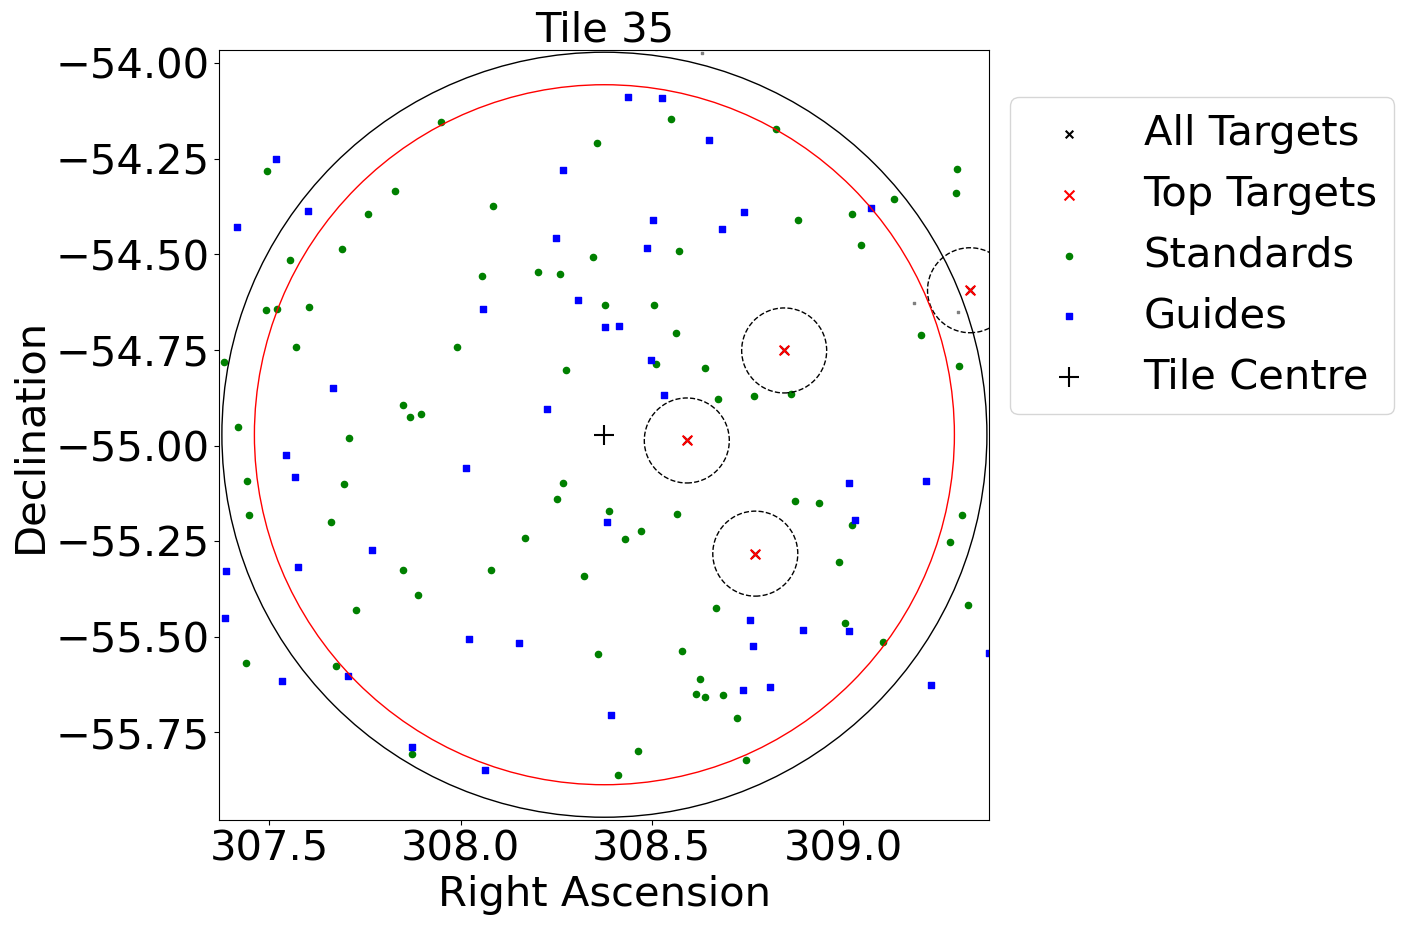 Tile 35
−54.00
−54.25
−54.50
−54.75
−55.00
−55.25
−55.50
−55.75
Declination
307.5
308.0
308.5
309.0
Right Ascension
All Targets
Top Targets
Standards
Guides
Tile Centre